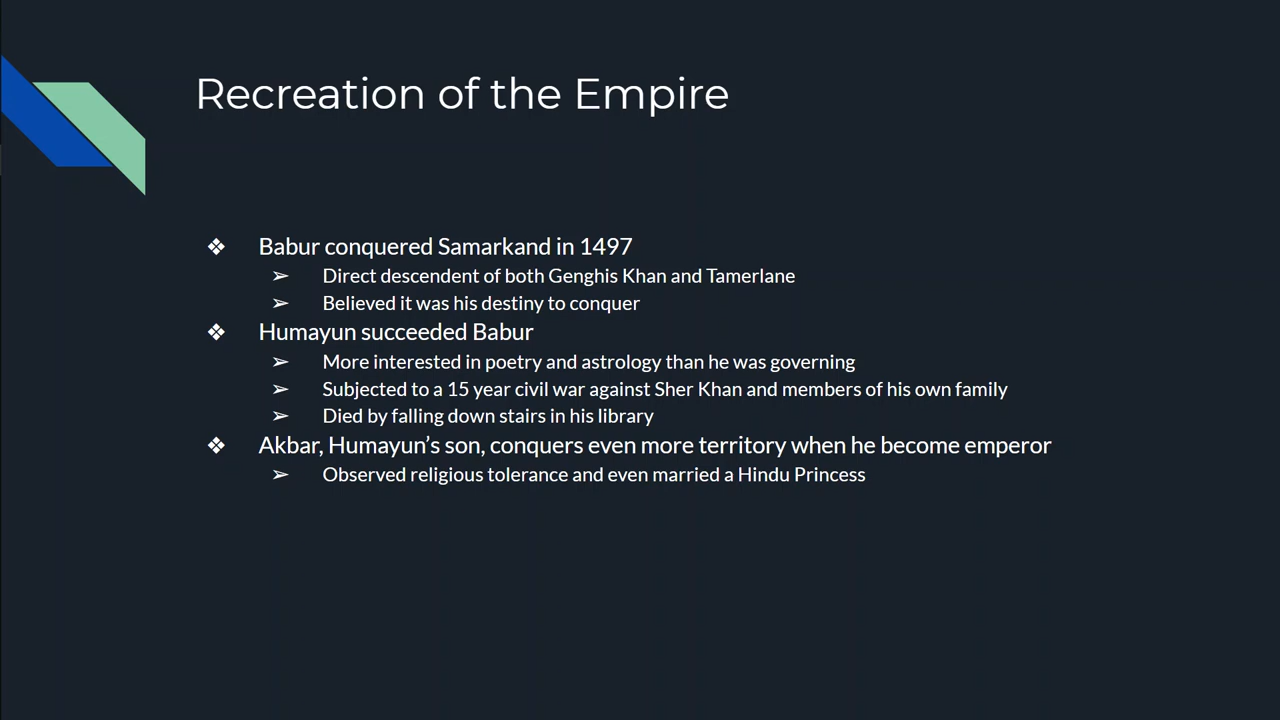 Recreation of the Empire
❖ Babur conquered Samarkand in 1497
➢ Direct descendent of both Genghis Khan and Tamerlane
➢ Believed it was his destiny to conquer
❖ Humayun succeeded Babur
➢ More interested in poetry and astrology than he was governing
➢ Subjected to a 15 year civil war against Sher Khan and members of his own family
➢ Died by falling down stairs in his library
❖ Akbar, Humayun’s son, conquers even more territory when he become emperor
➢ Observed religious tolerance and even married a Hindu Princess